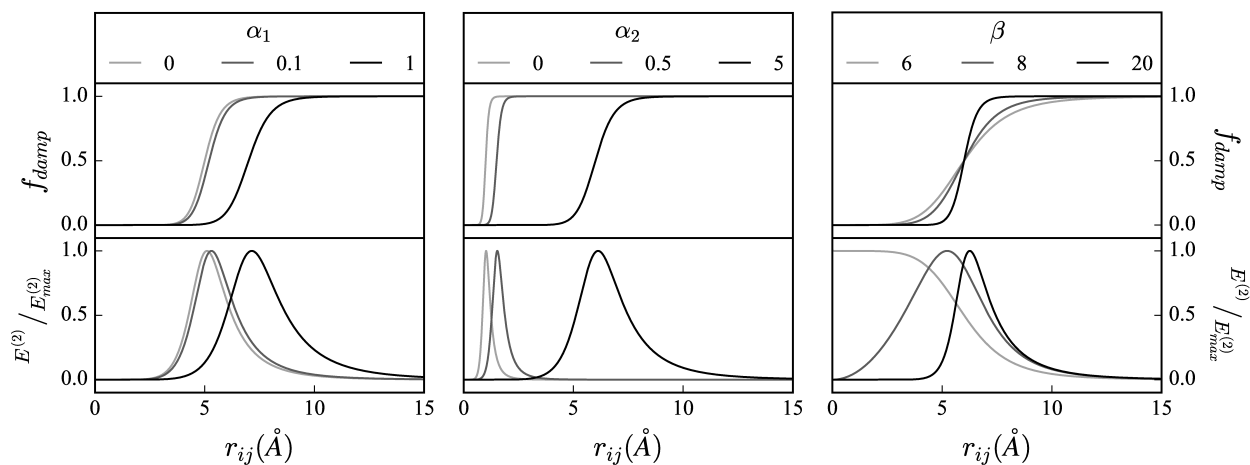 α₁ α₂ β
0 0.1 1 0 0.5 5 6 8 20
1.0 1.0
f_damp 0.5 0.5 f_damp
0.0 0.0
1.0 1.0
E⁽²⁾ / E⁽²⁾_max 0.5 0.5 E⁽²⁾ / E⁽²⁾_max
0.0 0.0
0 5 10 15 0 5 10 15 0 5 10 15
r_ij(Å) r_ij(Å) r_ij(Å)